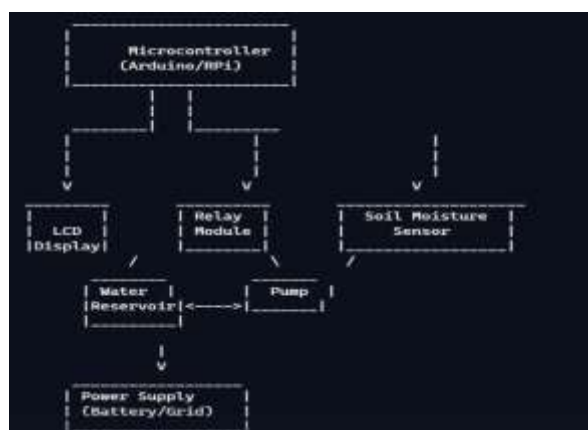 Microcontroller
(Arduino/RPi)
LCD
Display
Relay
Module
Soil Moisture
Sensor
Water
Reservoir
Pump
Power Supply
(Battery/Grid)